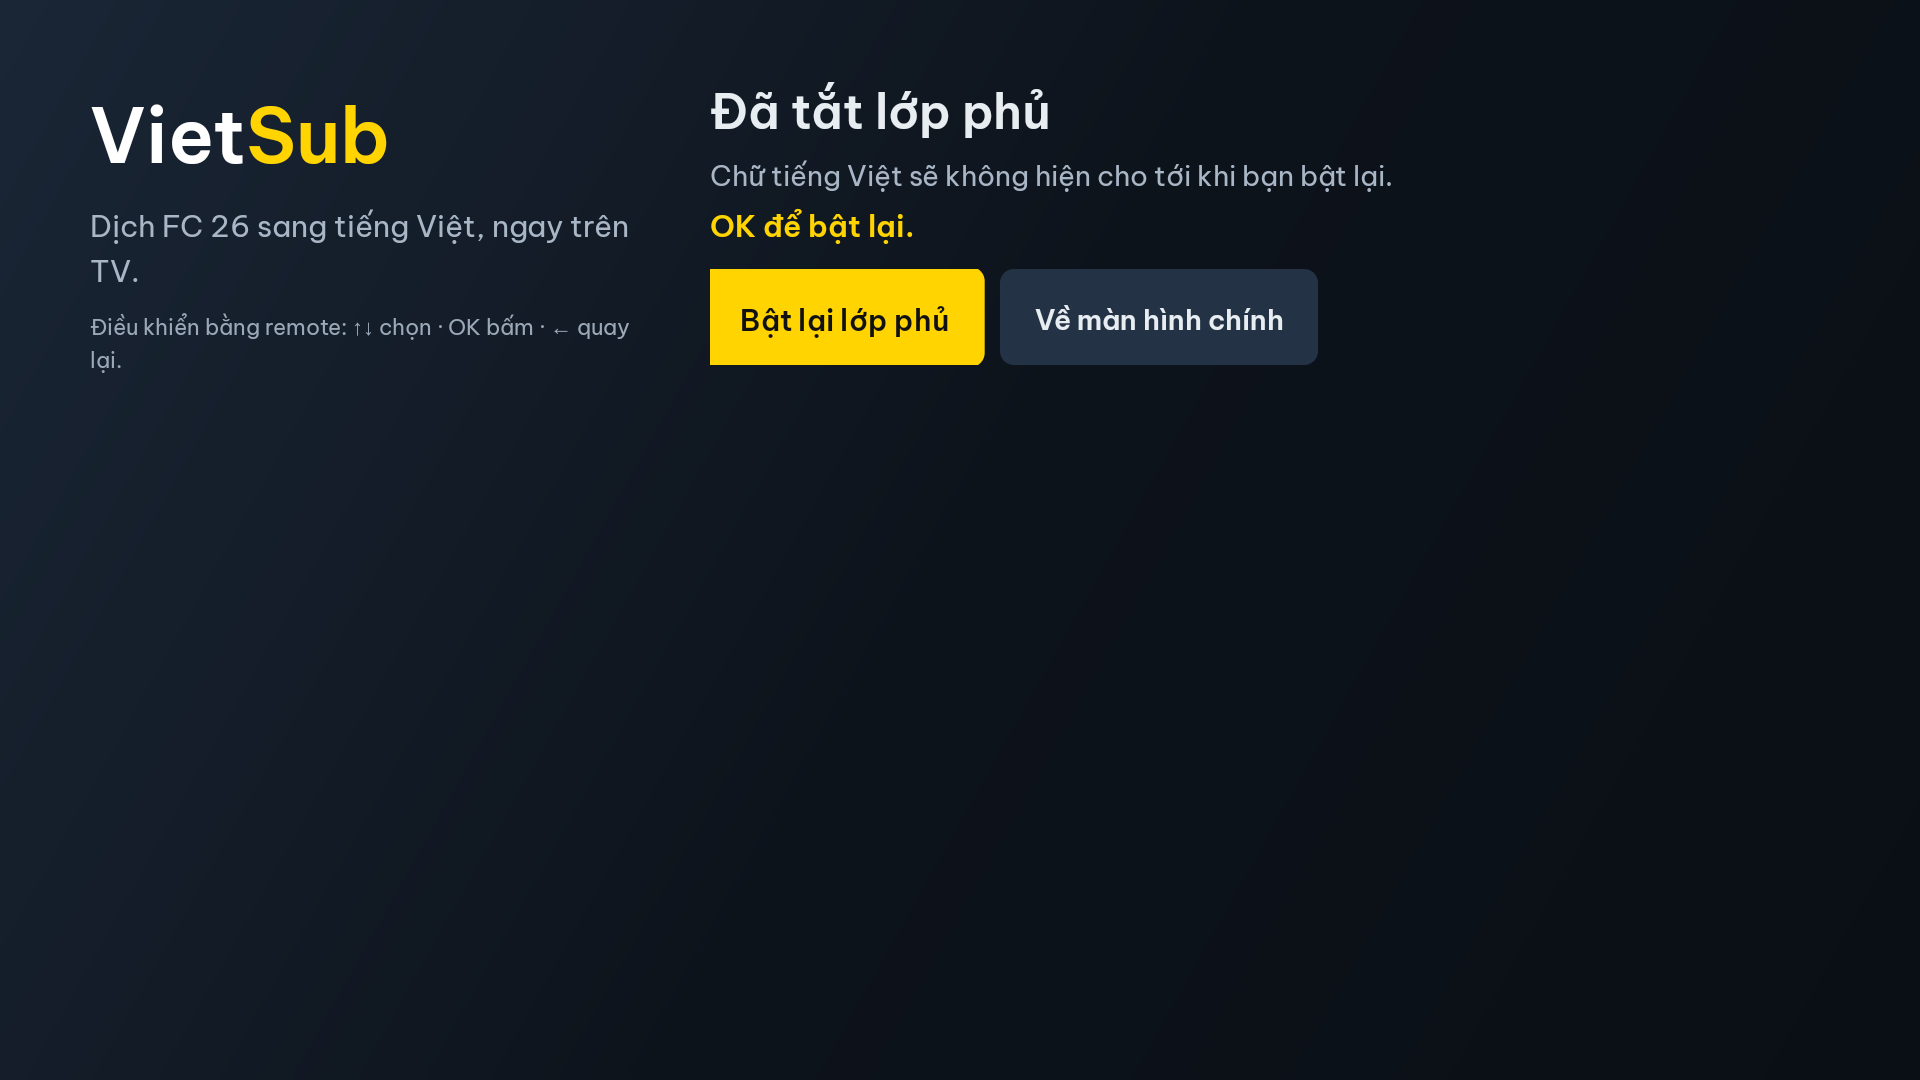 VietSub
Dịch FC 26 sang tiếng Việt, ngay trên
TV.
Điều khiển bằng remote: ↑↓ chọn · OK bấm · ← quay
lại.
Đã tắt lớp phủ
Chữ tiếng Việt sẽ không hiện cho tới khi bạn bật lại.
OK để bật lại.
Bật lại lớp phủ
Về màn hình chính